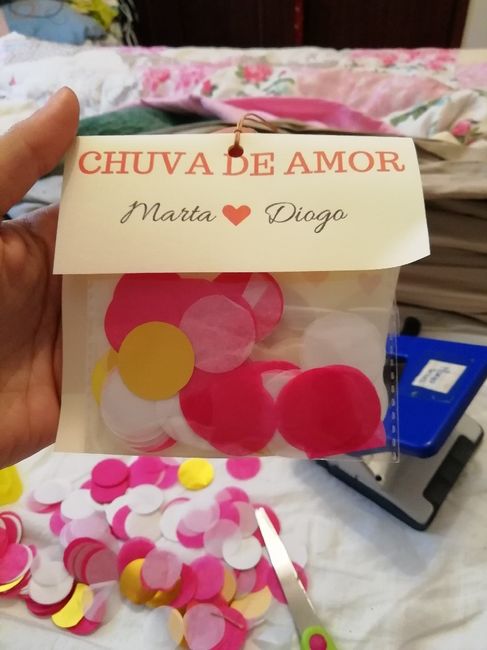 CHUVA DE AMOR
Marta ❤ Diogo